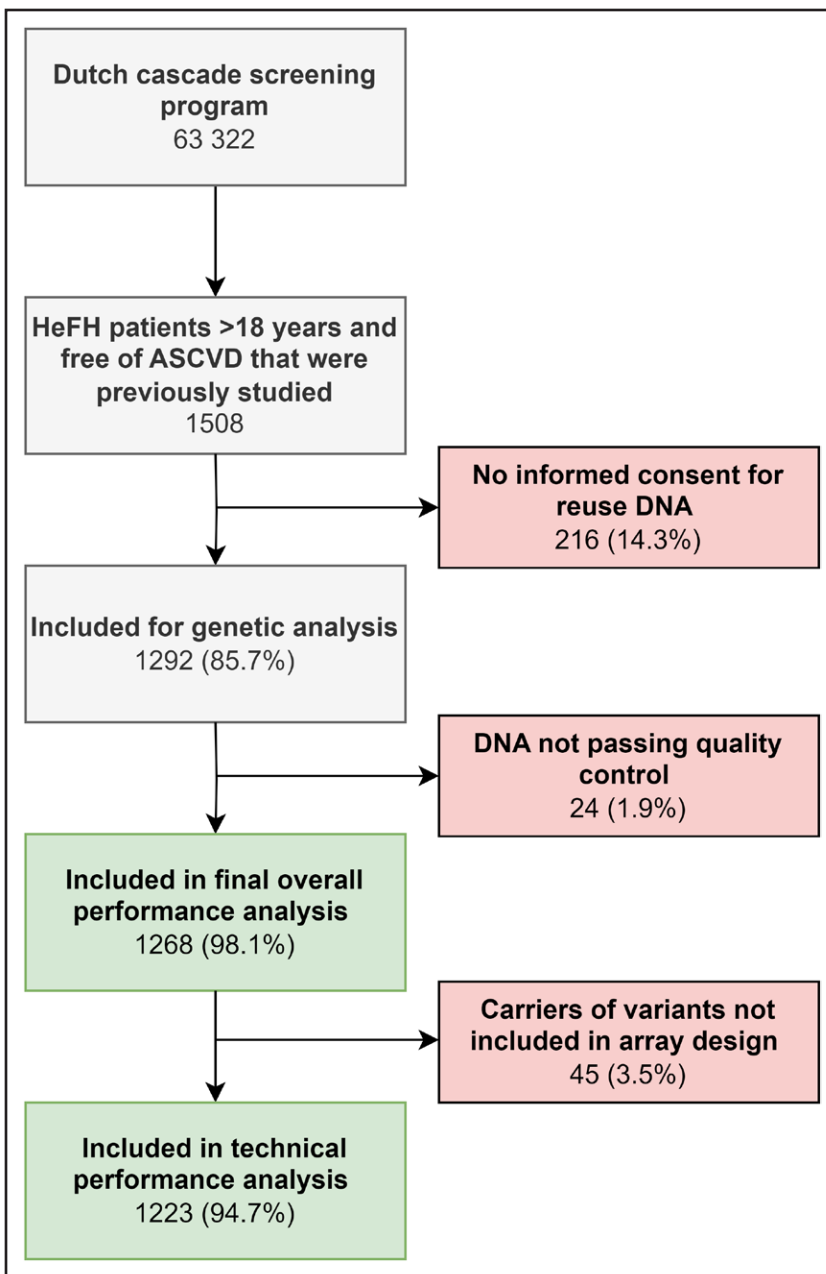 Dutch cascade screening
program
63 322
HeFH patients >18 years and
free of ASCVD that were
previously studied
1508
No informed consent for
reuse DNA
216 (14.3%)
Included for genetic analysis
1292 (85.7%)
DNA not passing quality
control
24 (1.9%)
Included in final overall
performance analysis
1268 (98.1%)
Carriers of variants not
included in array design
45 (3.5%)
Included in technical
performance analysis
1223 (94.7%)